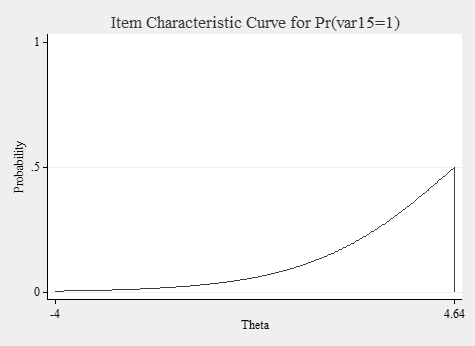 Item Characteristic Curve for Pr(var15=1)
1
Probability
.5
0
-4
4.64
Theta